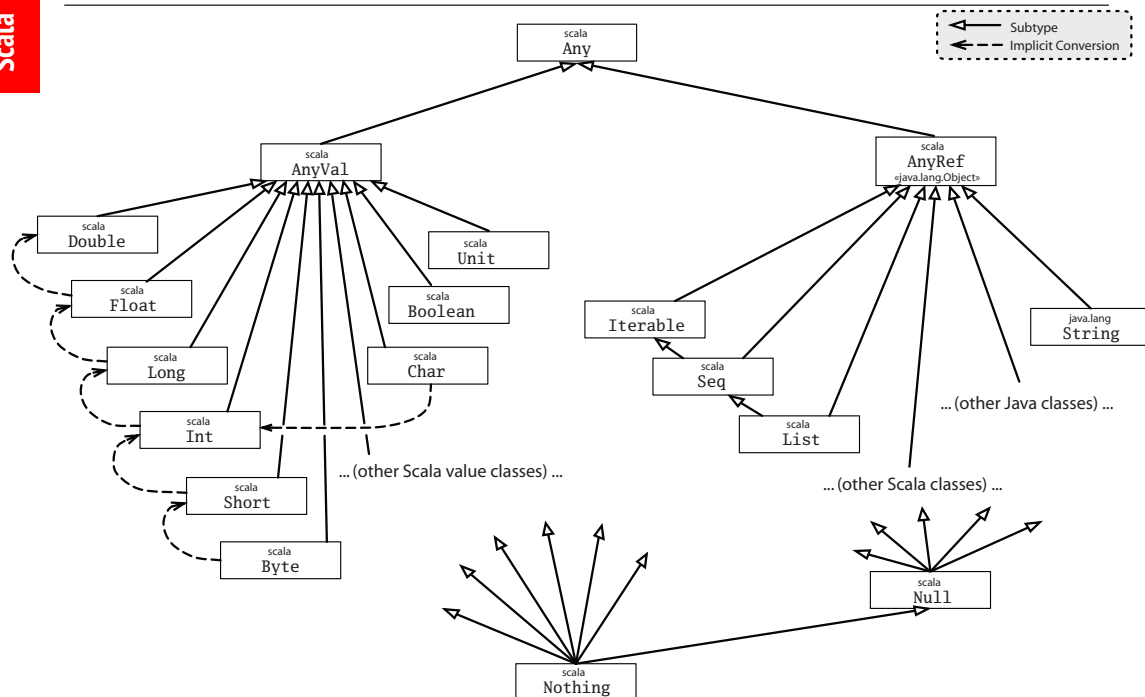 Scala
scala
Any
Subtype
Implicit Conversion
scala
AnyVal
scala
AnyRef
«java.lang.Object»
scala
Double
scala
Unit
scala
Float
scala
Boolean
scala
Iterable
java.lang
String
scala
Long
scala
Char
scala
Seq
... (other Java classes) ...
scala
Int
scala
List
... (other Scala value classes) ...
... (other Scala classes) ...
scala
Short
scala
Byte
scala
Null
scala
Nothing